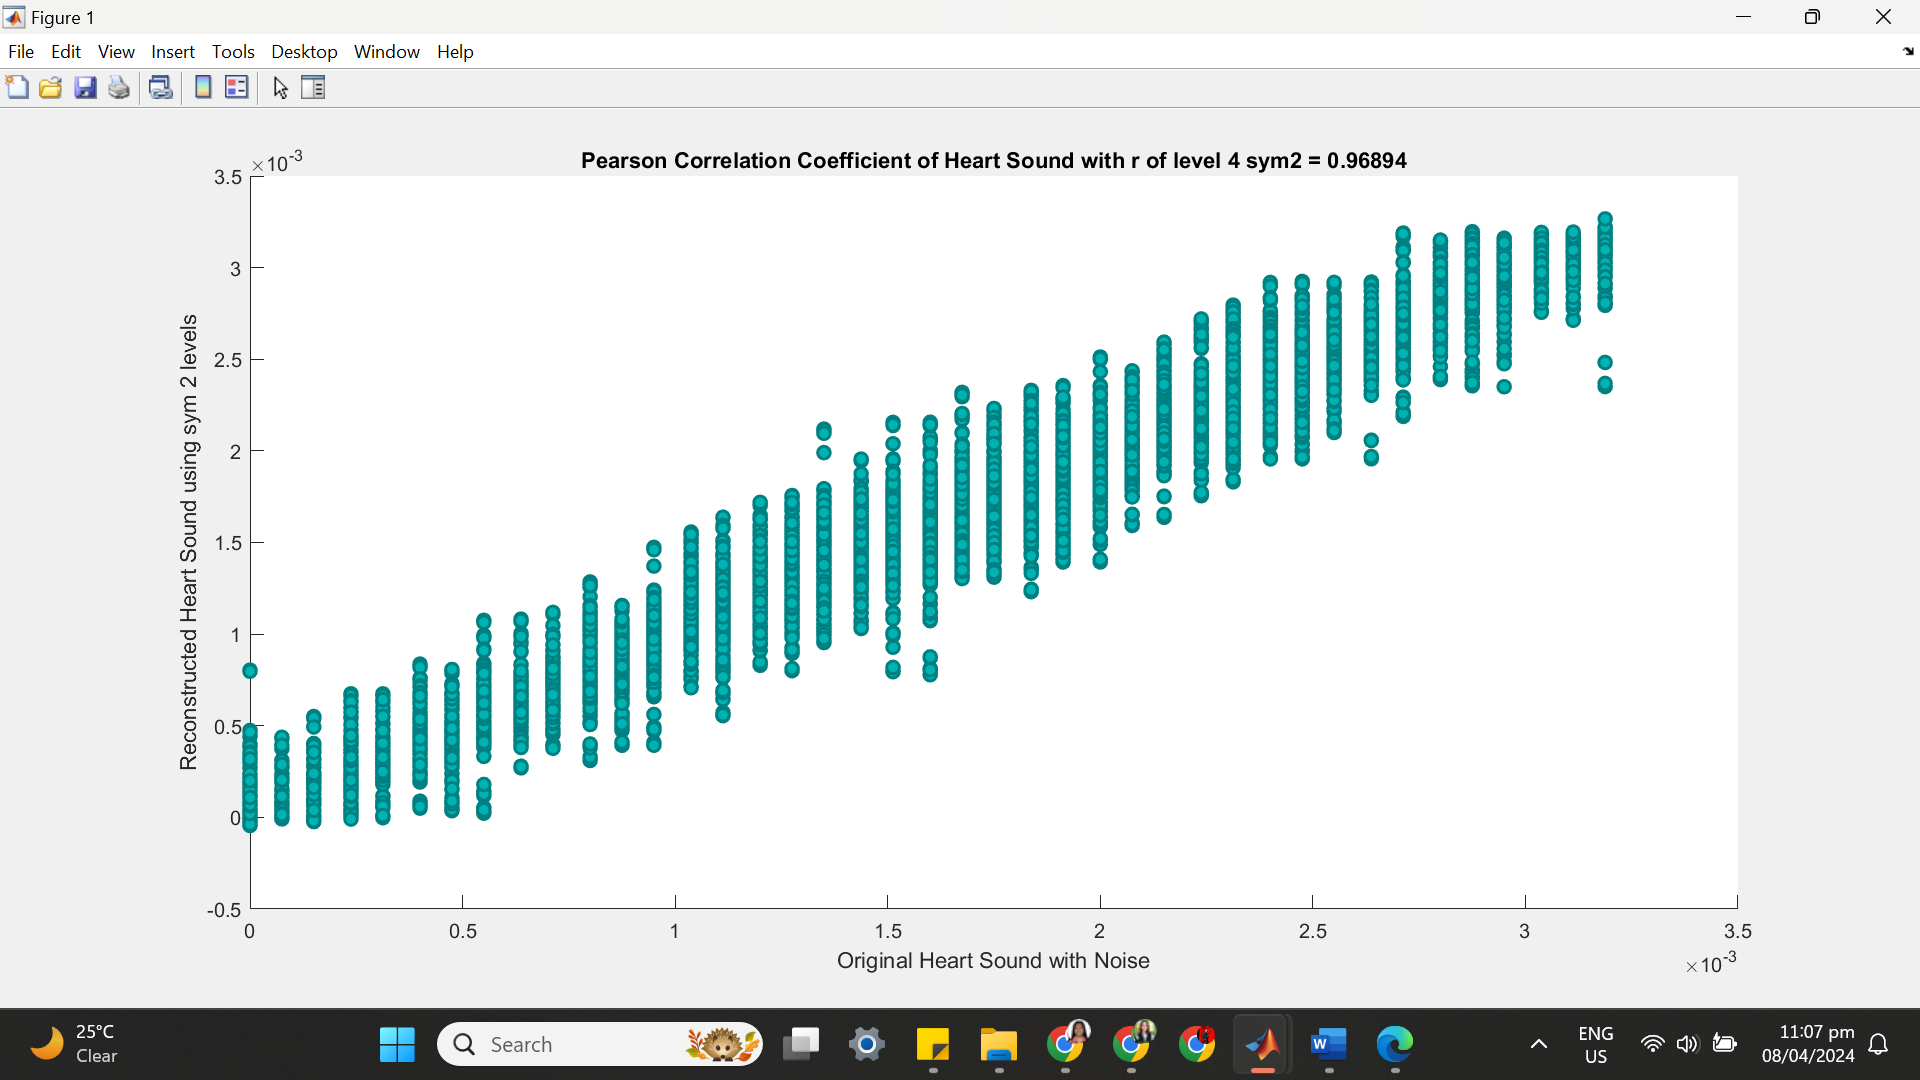 Figure 1
File Edit View Insert Tools Desktop Window Help
×10-3
Pearson Correlation Coefficient of Heart Sound with r of level 4 sym2 = 0.96894
3.5
3
2.5
2
1.5
1
0.5
0
-0.5
Reconstructed Heart Sound using sym 2 levels
0 0.5 1 1.5 2 2.5 3 3.5
Original Heart Sound with Noise
×10-3
25°C
Clear
Search
W
ENG
US
11:07 pm
08/04/2024